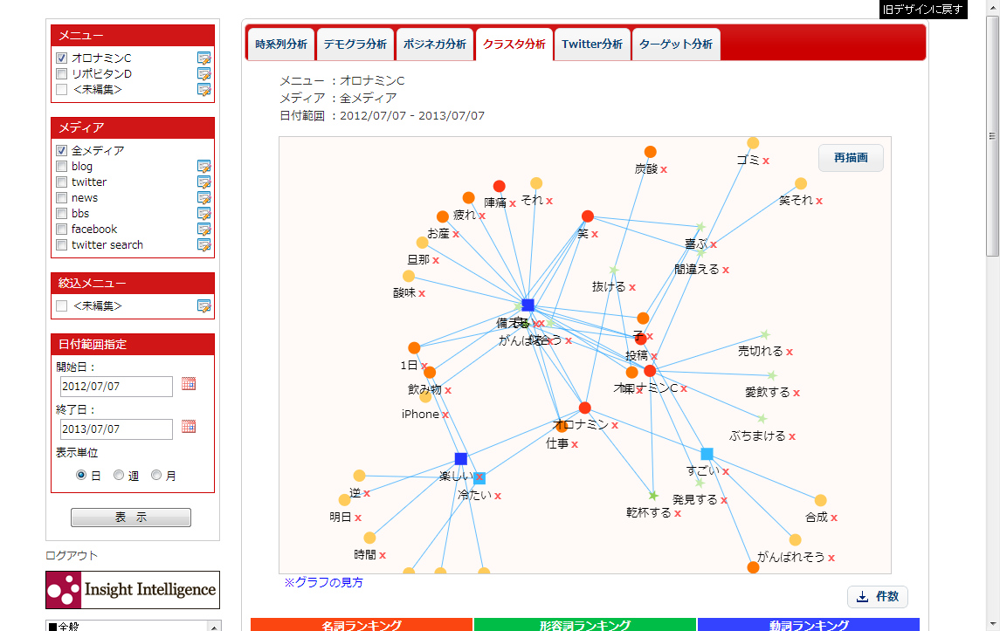 旧デザインに戻す
メニュー
オロナミンC
リポビタンD
<未編集>
メディア
全メディア
blog
twitter
news
bbs
facebook
twitter search
絞込メニュー
<未編集>
日付範囲指定
開始日：
2012/07/07
終了日：
2013/07/07
表示単位
日 週 月
表 示
ログアウト
Insight Intelligence
■全般
時系列分析 デモグラ分析 ポジネガ分析 クラスタ分析 Twitter分析 ターゲット分析
メニュー ：オロナミンC
メディア ：全メディア
日付範囲 ：2012/07/07 - 2013/07/07
再描画
ゴミ x
炭酸 x
笑それ x
それ x
陣痛 x
疲れ x
お産 x
笑 x
喜ぶ x
旦那 x
間違える x
抜ける x
酸味 x
備える x
子 x
がんばる
似合う x
売切れる x
投稿 x
1日 x
オロナミンC x
味 x
飲み物 x
愛飲する x
iPhone x
オロナミン x
ぶちまける x
仕事 x
すごい x
楽しい x
逆 x
冷たい x
発見する x
乾杯する x
明日 x
合成 x
時間 x
がんばれそう x
※グラフの見方
件数
名詞ランキング 形容詞ランキング 動詞ランキング